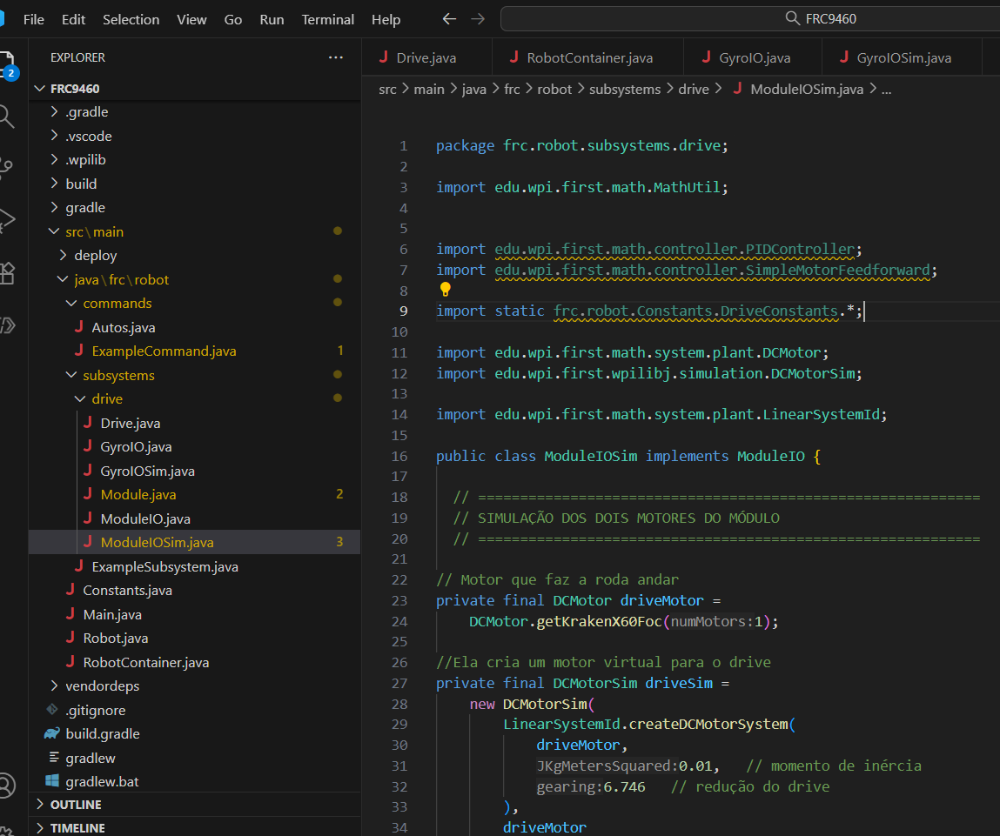 File Edit Selection View Go Run Terminal Help
FRC9460
2
EXPLORER
FRC9460
.gradle
.vscode
.wpilib
build
gradle
src\main
deploy
java\frc\robot
commands
Autos.java
ExampleCommand.java 1
subsystems
drive
Drive.java
GyroIO.java
GyroIOSim.java
Module.java 2
ModuleIO.java
ModuleIOSim.java 3
ExampleSubsystem.java
Constants.java
Main.java
Robot.java
RobotContainer.java
vendordeps
.gitignore
build.gradle
gradlew
gradlew.bat
OUTLINE
TIMELINE
J Drive.java J RobotContainer.java J GyroIO.java J GyroIOSim.java
src > main > java > frc > robot > subsystems > drive > J ModuleIOSim.java > ...
1 package frc.robot.subsystems.drive;
2
3 import edu.wpi.first.math.MathUtil;
4
5
6 import edu.wpi.first.math.controller.PIDController;
7 import edu.wpi.first.math.controller.SimpleMotorFeedforward;
8
9 import static frc.robot.Constants.DriveConstants.*;
10
11 import edu.wpi.first.math.system.plant.DCMotor;
12 import edu.wpi.first.wpilibj.simulation.DCMotorSim;
13
14 import edu.wpi.first.math.system.plant.LinearSystemId;
15
16 public class ModuleIOSim implements ModuleIO {
17
18 // ============================================================
19 // SIMULAÇÃO DOS DOIS MOTORES DO MÓDULO
20 // ============================================================
21
22 // Motor que faz a roda andar
23 private final DCMotor driveMotor =
24 DCMotor.getKrakenX60Foc(numMotors:1);
25
26 //Ela cria um motor virtual para o drive
27 private final DCMotorSim driveSim =
28 new DCMotorSim(
29 LinearSystemId.createDCMotorSystem(
30 driveMotor,
31 JKgMetersSquared:0.01, // momento de inércia
32 gearing:6.746 // redução do drive
33 ),
34 driveMotor